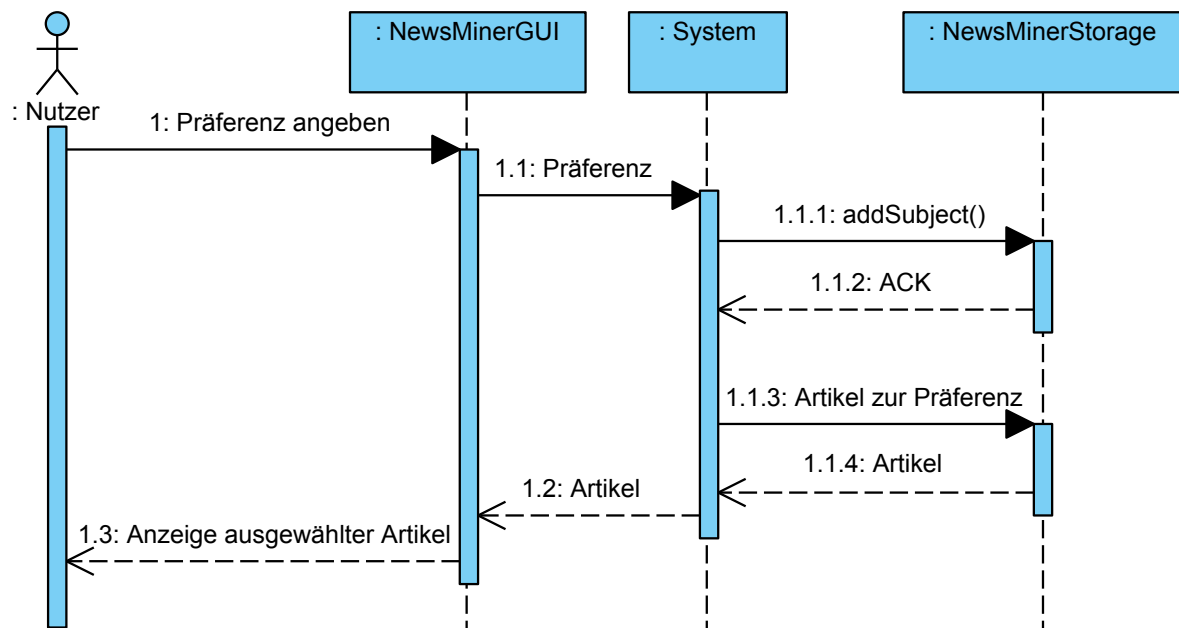 : NewsMinerGUI
: System
: NewsMinerStorage
: Nutzer
1: Präferenz angeben
1.1: Präferenz
1.1.1: addSubject()
1.1.2: ACK
1.1.3: Artikel zur Präferenz
1.1.4: Artikel
1.2: Artikel
1.3: Anzeige ausgewählter Artikel